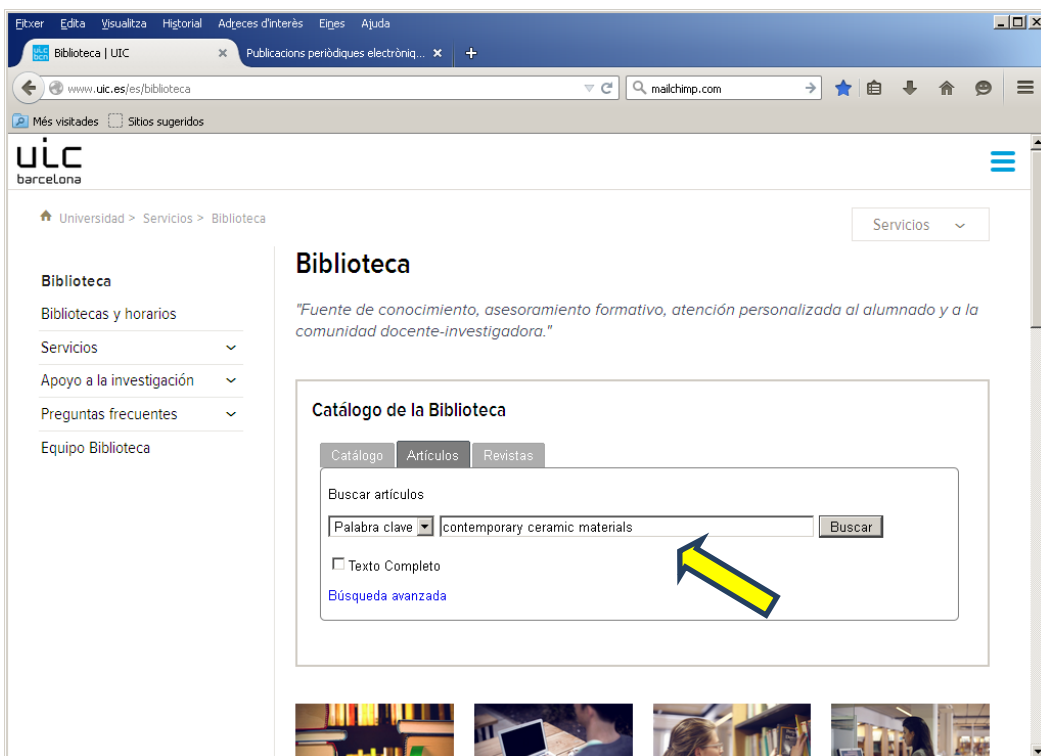 Fitxer Edita Visualitza Historial Adreces d'interès Eines Ajuda
uic bcn Biblioteca | UIC Publicacions periòdiques electròniq...
www.uic.es/es/biblioteca mailchimp.com
Més visitades Sitios sugeridos
uic
barcelona
Universidad > Servicios > Biblioteca
Servicios
Biblioteca
Biblioteca
Bibliotecas y horarios
Servicios
Apoyo a la investigación
Preguntas frecuentes
Equipo Biblioteca
"Fuente de conocimiento, asesoramiento formativo, atención personalizada al alumnado y a la
comunidad docente-investigadora."
Catálogo de la Biblioteca
Catálogo Artículos Revistas
Buscar artículos
Palabra clave contemporary ceramic materials Buscar
Texto Completo
Búsqueda avanzada